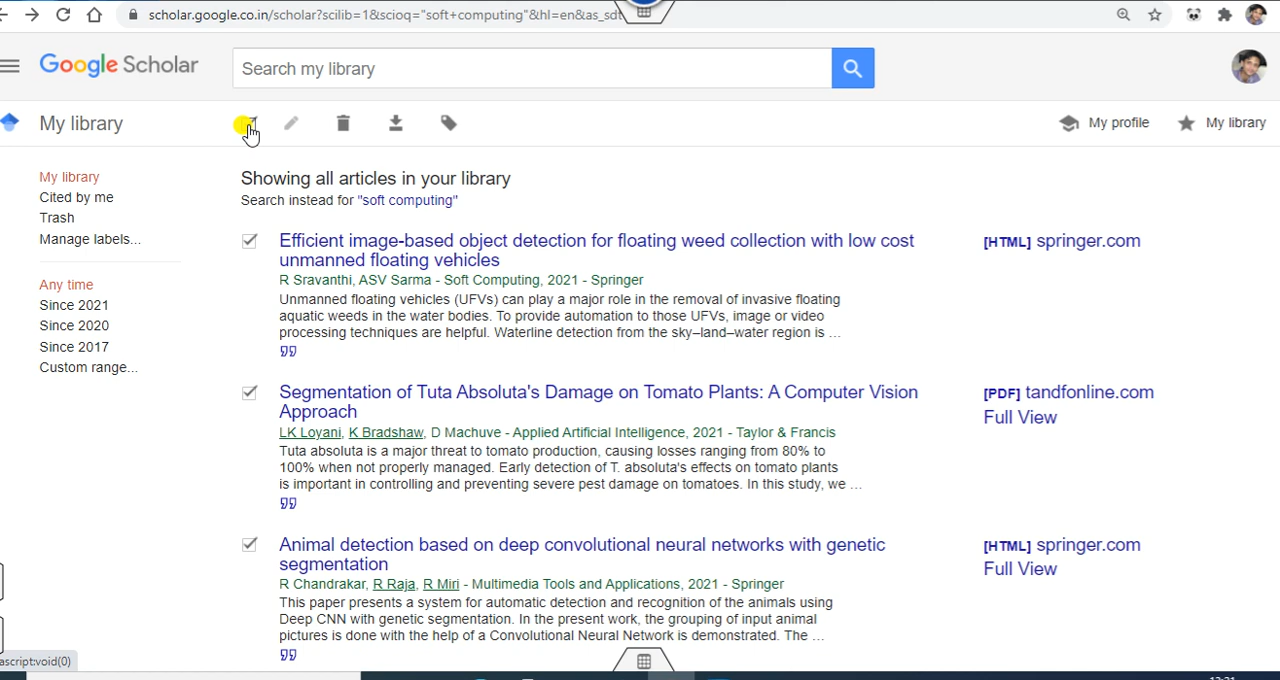 scholar.google.co.in/scholar?scilib=1&scioq="soft+computing"&hl=en&as_sdt
Google Scholar
Search my library
My library
My profile
My library
My library
Cited by me
Trash
Manage labels...
Any time
Since 2021
Since 2020
Since 2017
Custom range...
Showing all articles in your library
Search instead for "soft computing"
Efficient image-based object detection for floating weed collection with low cost
unmanned floating vehicles
R Sravanthi, ASV Sarma - Soft Computing, 2021 - Springer
Unmanned floating vehicles (UFVs) can play a major role in the removal of invasive floating
aquatic weeds in the water bodies. To provide automation to those UFVs, image or video
processing techniques are helpful. Waterline detection from the sky–land–water region is ...
[HTML] springer.com
Segmentation of Tuta Absoluta's Damage on Tomato Plants: A Computer Vision
Approach
LK Loyani, K Bradshaw, D Machuve - Applied Artificial Intelligence, 2021 - Taylor & Francis
Tuta absoluta is a major threat to tomato production, causing losses ranging from 80% to
100% when not properly managed. Early detection of T. absoluta's effects on tomato plants
is important in controlling and preventing severe pest damage on tomatoes. In this study, we ...
[PDF] tandfonline.com
Full View
Animal detection based on deep convolutional neural networks with genetic
segmentation
R Chandrakar, R Raja, R Miri - Multimedia Tools and Applications, 2021 - Springer
This paper presents a system for automatic detection and recognition of the animals using
Deep CNN with genetic segmentation. In the present work, the grouping of input animal
pictures is done with the help of a Convolutional Neural Network is demonstrated. The ...
[HTML] springer.com
Full View
ascript:void(0)